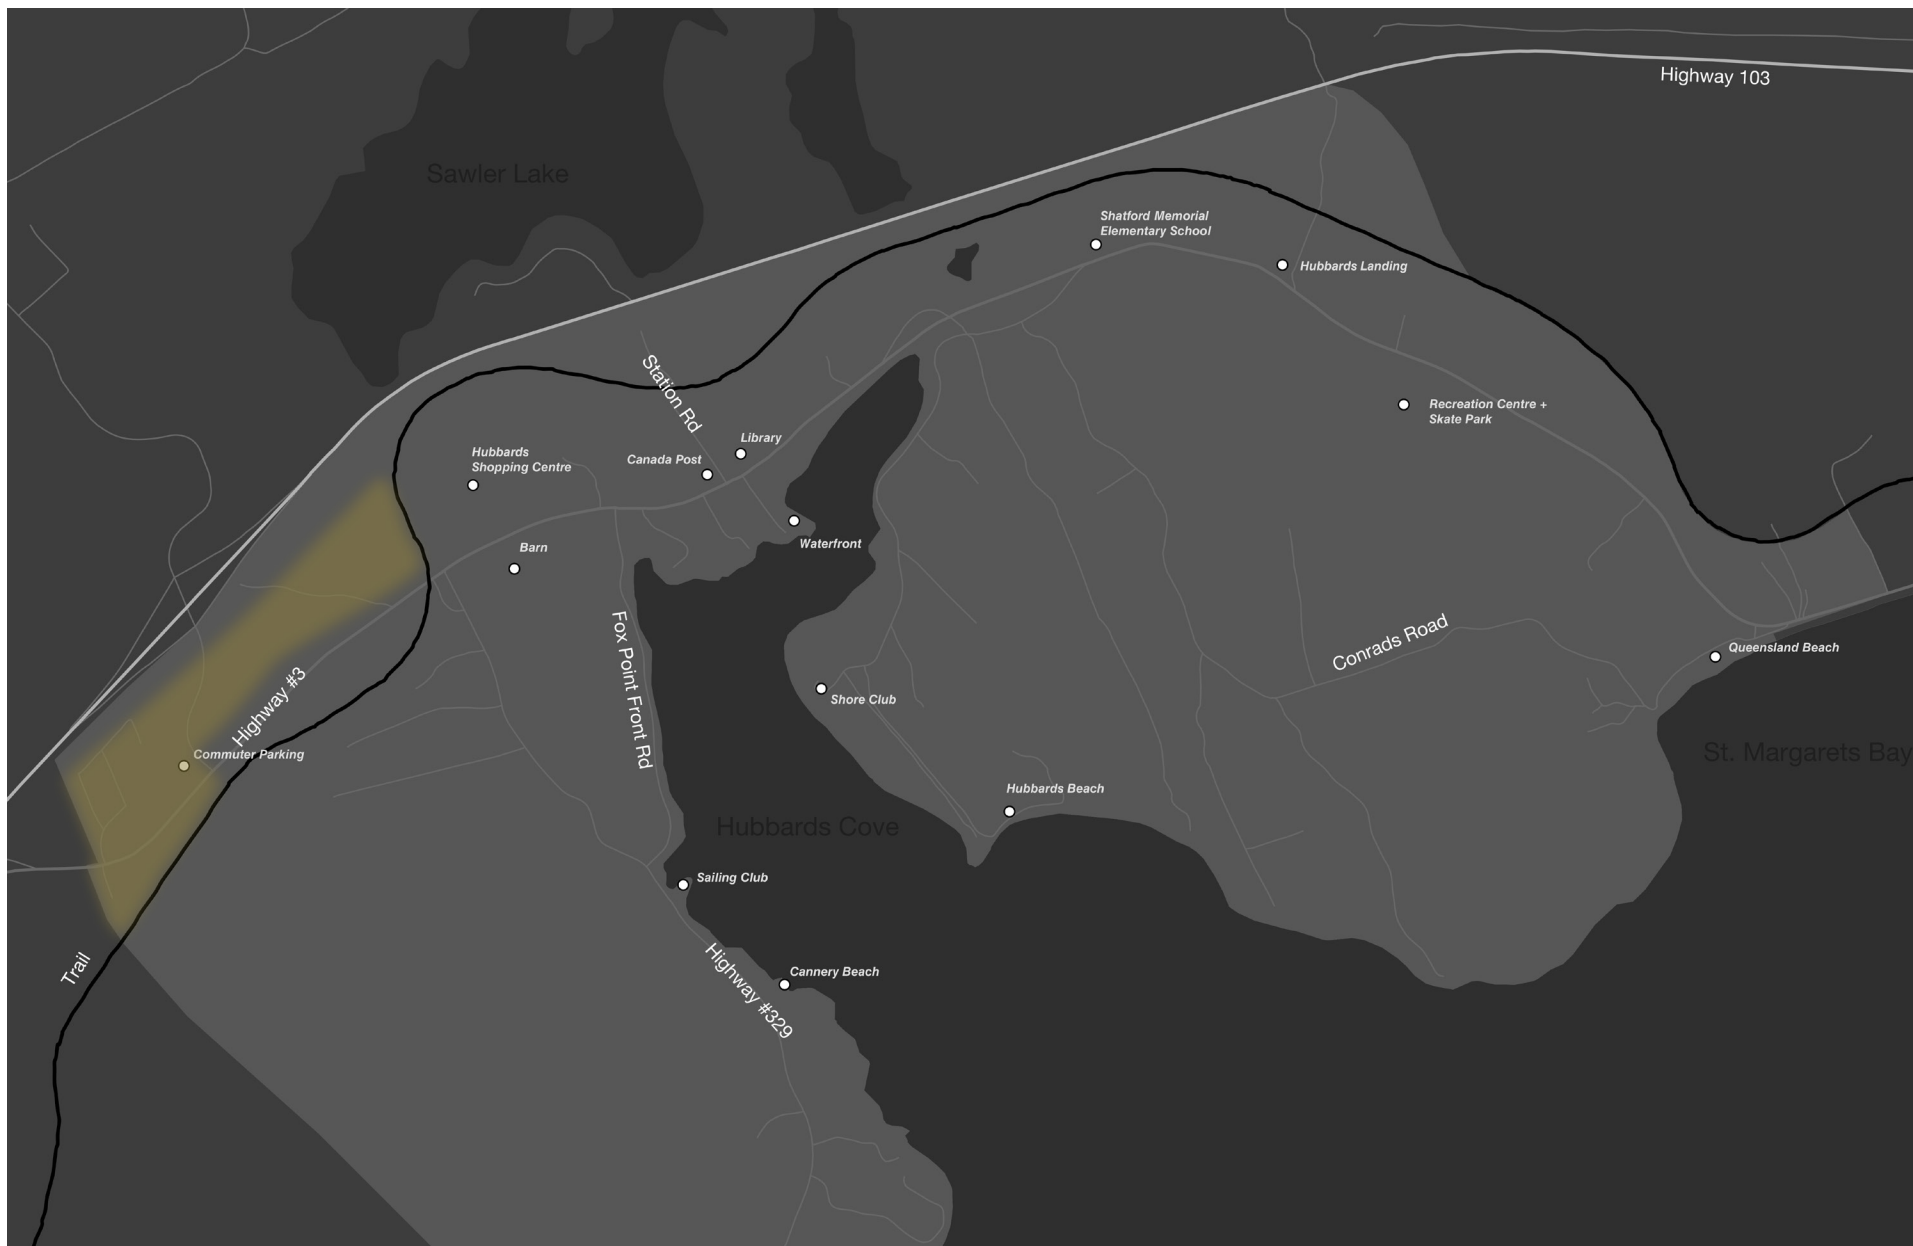 Highway 103
Sawler Lake
Shatford Memorial
Elementary School
Hubbards Landing
Station Rd
Recreation Centre +
Skate Park
Library
Canada Post
Hubbards
Shopping Centre
Waterfront
Barn
Fox Point Front Rd
Conrads Road
Queensland Beach
Highway #3
Shore Club
Commuter Parking
St. Margarets Bay
Hubbards Beach
Hubbards Cove
Sailing Club
Trail
Highway #329
Cannery Beach